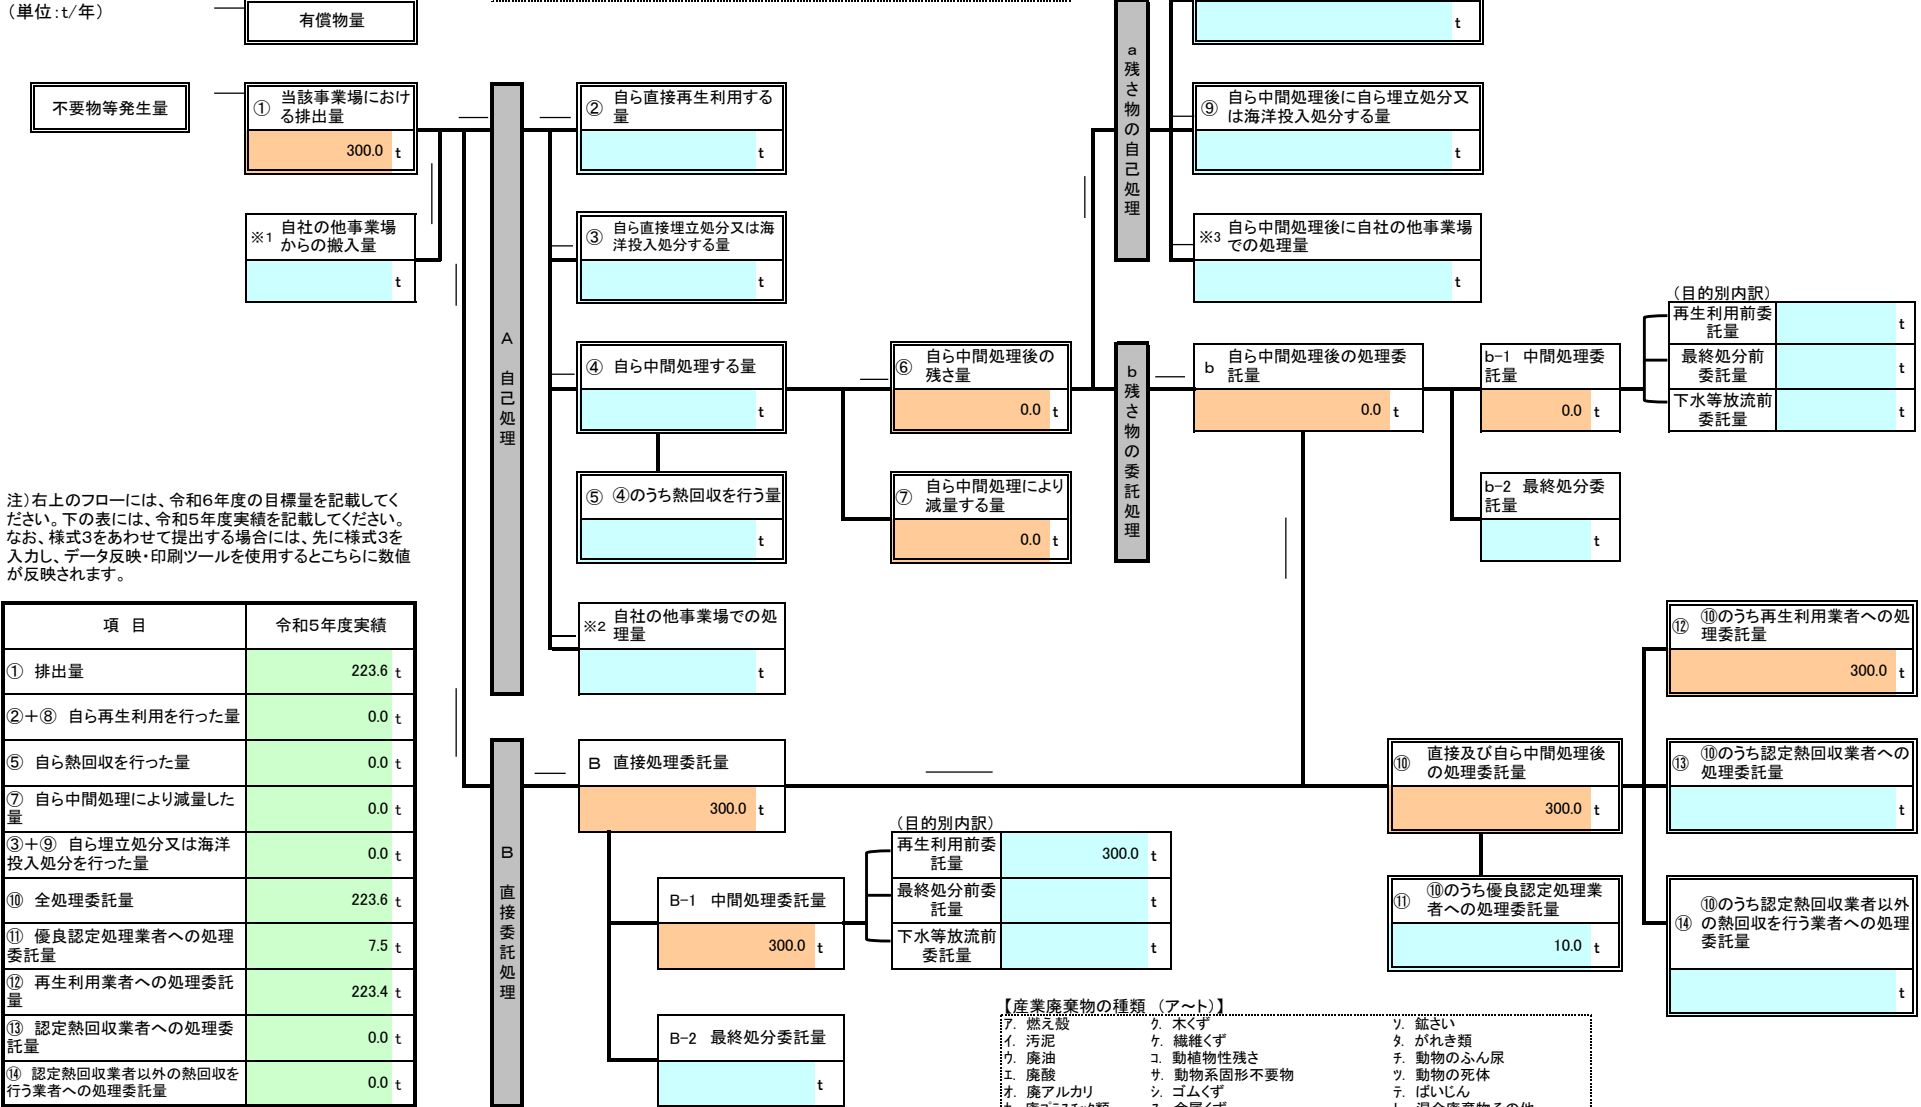 （単位：t/年）
有償物量
t
不要物等発生量
① 当該事業場におけ
る排出量
300.0 t
※1 自社の他事業場
からの搬入量
t
A 自己処理
② 自ら直接再生利用する
量
t
③ 自ら直接埋立処分又は海
洋投入処分する量
t
④ 自ら中間処理する量
t
⑤ ④のうち熱回収を行う量
t
※2 自社の他事業場での処
理量
t
⑥ 自ら中間処理後の
残さ量
0.0 t
⑦ 自ら中間処理により
減量する量
0.0 t
a残さ物の自己処理
⑨ 自ら中間処理後に自ら埋立処分又
は海洋投入処分する量
t
※3 自ら中間処理後に自社の他事業場
での処理量
t
b残さ物の委託処理
b 自ら中間処理後の処理委
託量
0.0 t
b-1 中間処理委
託量
0.0 t
（目的別内訳）
再生利用前委
託量
t
最終処分前
委託量
t
下水等放流前
委託量
t
b-2 最終処分委
託量
t
注）右上のフローには、令和6年度の目標量を記載してく
ださい。下の表には、令和5年度実績を記載してください。
なお、様式3をあわせて提出する場合には、先に様式3を
入力し、データ反映・印刷ツールを使用するとこちらに数値
が反映されます。
項 目 令和5年度実績
① 排出量 223.6 t
②＋⑧ 自ら再生利用を行った量 0.0 t
⑤ 自ら熱回収を行った量 0.0 t
⑦ 自ら中間処理により減量した
量 0.0 t
③＋⑨ 自ら埋立処分又は海洋
投入処分を行った量 0.0 t
⑩ 全処理委託量 223.6 t
⑪ 優良認定処理業者への処理
委託量 7.5 t
⑫ 再生利用業者への処理委託
量 223.4 t
⑬ 認定熱回収業者への処理委
託量 0.0 t
⑭ 認定熱回収業者以外の熱回収を
行う業者への処理委託量 0.0 t
B 直接委託処理
B 直接処理委託量
300.0 t
B-1 中間処理委託量
300.0 t
（目的別内訳）
再生利用前委
託量
300.0 t
最終処分前委
託量
t
下水等放流前
委託量
t
B-2 最終処分委託量
t
⑩ 直接及び自ら中間処理後
の処理委託量
300.0 t
⑪ ⑩のうち優良認定処理業
者への処理委託量
10.0 t
⑫ ⑩のうち再生利用業者への処
理委託量
300.0 t
⑬ ⑩のうち認定熱回収業者への
処理委託量
t
⑭ ⑩のうち認定熱回収業者以外
の熱回収を行う業者への処理
委託量
t
【産業廃棄物の種類 （ア～ト）】
ア. 燃え殻 ク. 木くず ソ. 鉱さい
イ. 汚泥 ケ. 繊維くず タ. がれき類
ウ. 廃油 コ. 動植物性残さ チ. 動物のふん尿
エ. 廃酸 サ. 動物系固形不要物 ツ. 動物の死体
オ. 廃アルカリ シ. ゴムくず テ. ばいじん